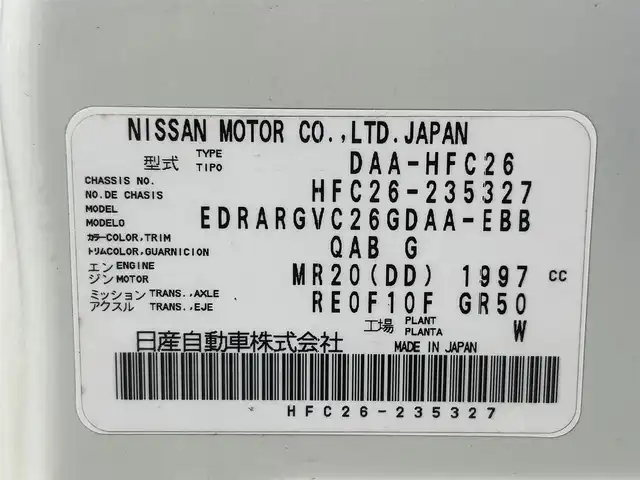 NISSAN MOTOR CO.,LTD.JAPAN
型式 TYPE TIPO DAA-HFC26
CHASSIS NO. NO.DE CHASIS HFC26-235327
MODEL MODELO EDRARGVC26GDAA-EBB
カラーCOLOR,TRIM トリムCOLOR,GUARNICION QAB G
エンジン ENGINE MOTOR MR20(DD) 1997 CC
ミッション TRANS.,AXLE アクスル TRANS.,EJE RE0F10F GR50
工場 PLANT PLANTA W
日産自動車株式会社 MADE IN JAPAN
HFC26-235327